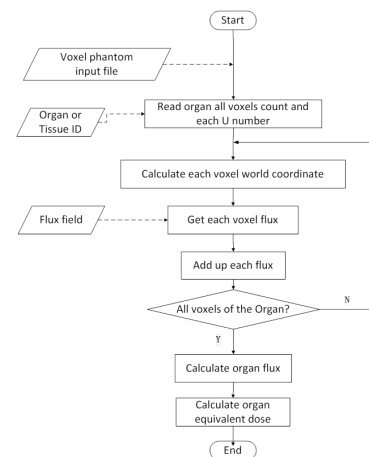 Start
Voxel phantom
input file
Organ or
Tissue ID
Read organ all voxels count and
each U number
Calculate each voxel world coordinate
Flux field
Get each voxel flux
Add up each flux
All voxels of the Organ?
N
Y
Calculate organ flux
Calculate organ
equivalent dose
End